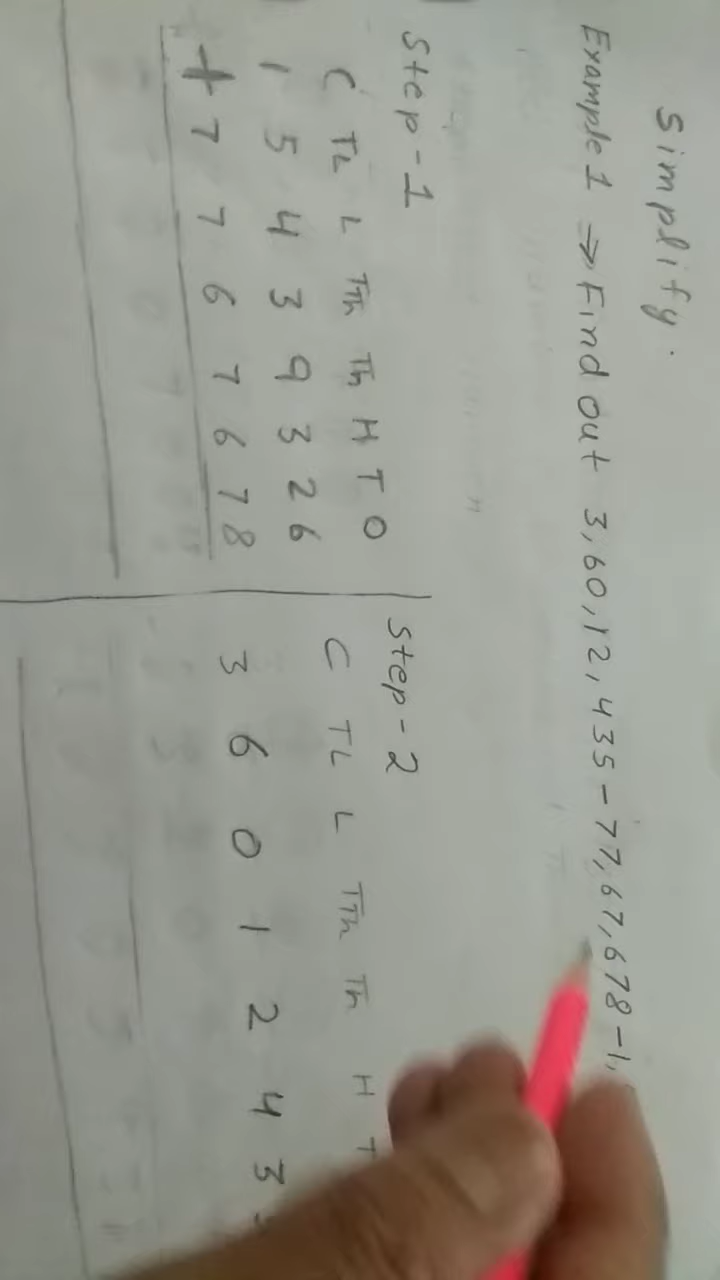 Simplify.
Example 1 ⇒ Find out 3,60,12,435 - 77,67,678 - 1,
Step-1
C TL L TTh Th H T O
1 5 4 3 9 3 2 6
+ 7 7 6 7 6 7 8
Step-2
C TL L TTh Th H T
3 6 0 1 2 4 3